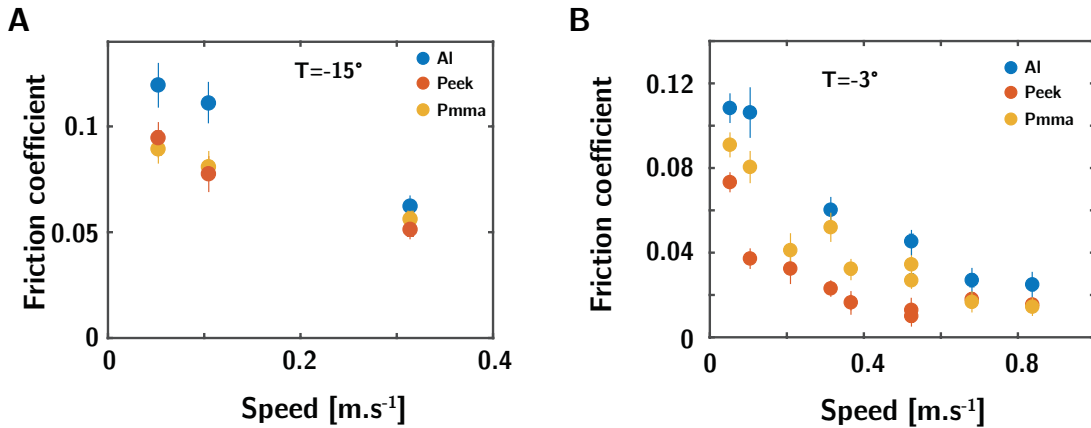 A
T=-15°
Al
Peek
Pmma
0.1
0.05
0
0
0.2
0.4
Friction coefficient
Speed [m.s-1]
B
T=-3°
Al
Peek
Pmma
0.12
0.08
0.04
0
0
0.4
0.8
Friction coefficient
Speed [m.s-1]